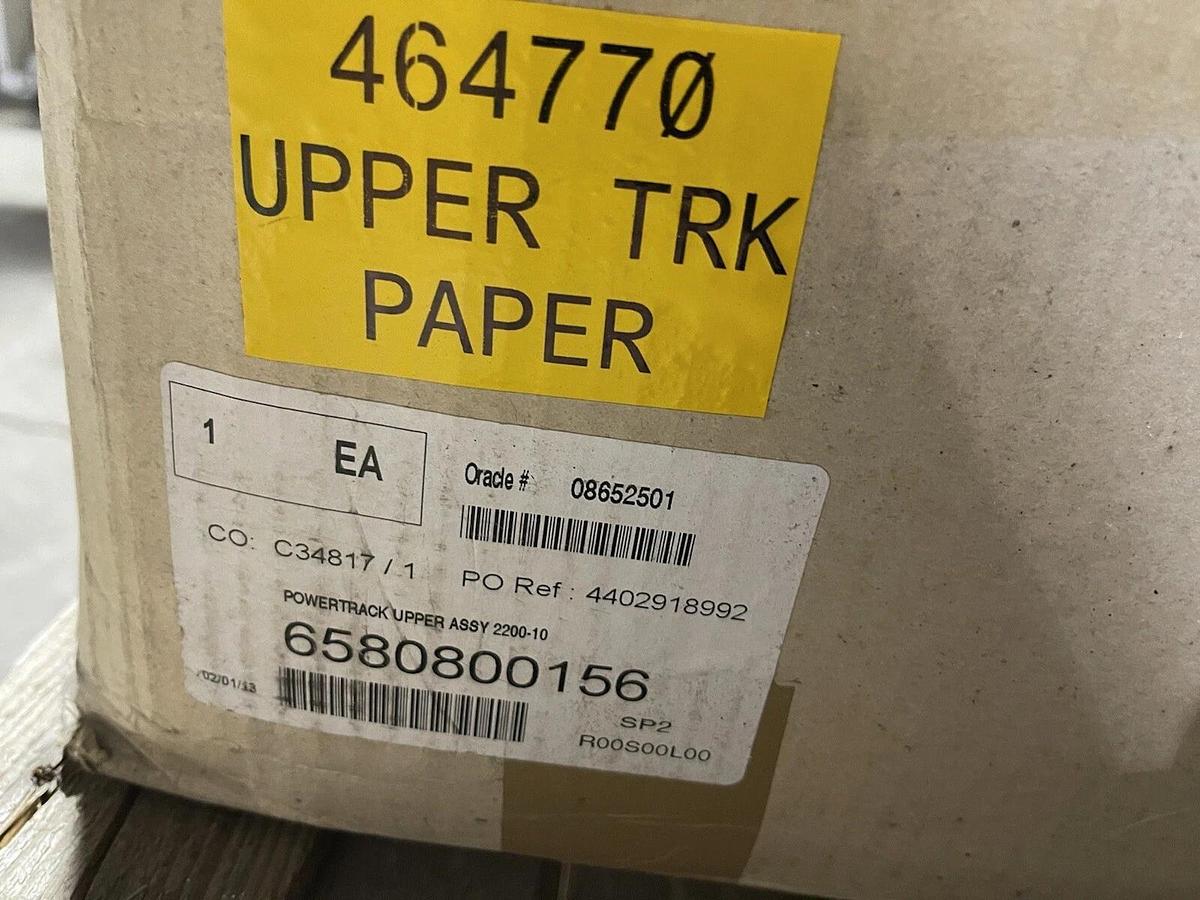 46477Ø
UPPER TRK
PAPER
1 EA
Oracle # 08652501
CO: C34817 / 1
PO Ref : 4402918992
POWERTRACK UPPER ASSY 2200-10
6580800156
/02/01/13
SP2
R00S00L00